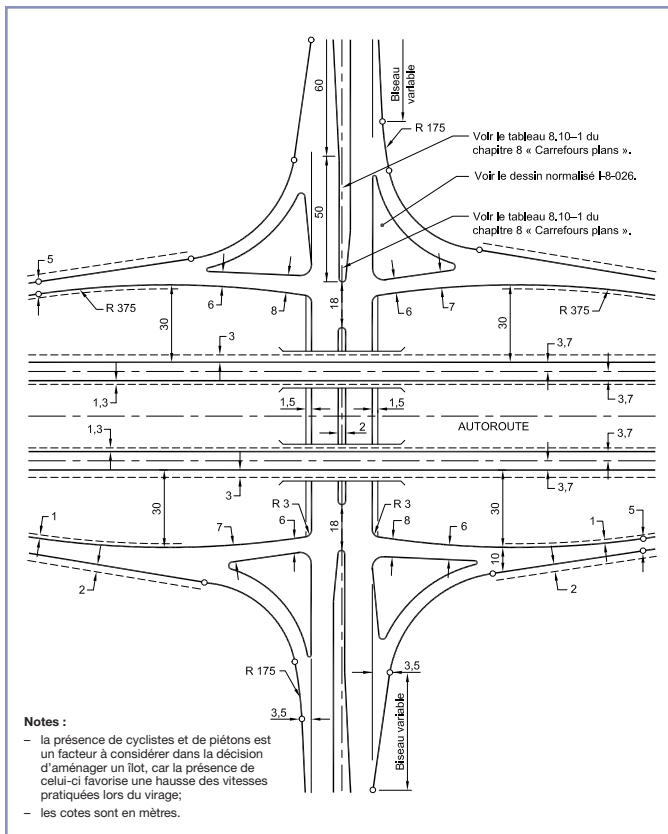 60
Biseau
variable
R 175
Voir le tableau 8.10–1 du
chapitre 8 « Carrefours plans ».
50
Voir le dessin normalisé I-8-026.
Voir le tableau 8.10–1 du
chapitre 8 « Carrefours plans ».
5
R 375
6
8
18
6
7
R 375
30
30
3
3,7
1,3
3,7
1,5
1,5
1,3
2
AUTOROUTE
3,7
3
3,7
30
R 3
R 3
30
1
7
6
18
8
6
1
5
10
2
2
R 175
3,5
3,5
Biseau variable
Notes :
– la présence de cyclistes et de piétons est
un facteur à considérer dans la décision
d'aménager un îlot, car la présence de
celui-ci favorise une hausse des vitesses
pratiquées lors du virage;
– les cotes sont en mètres.